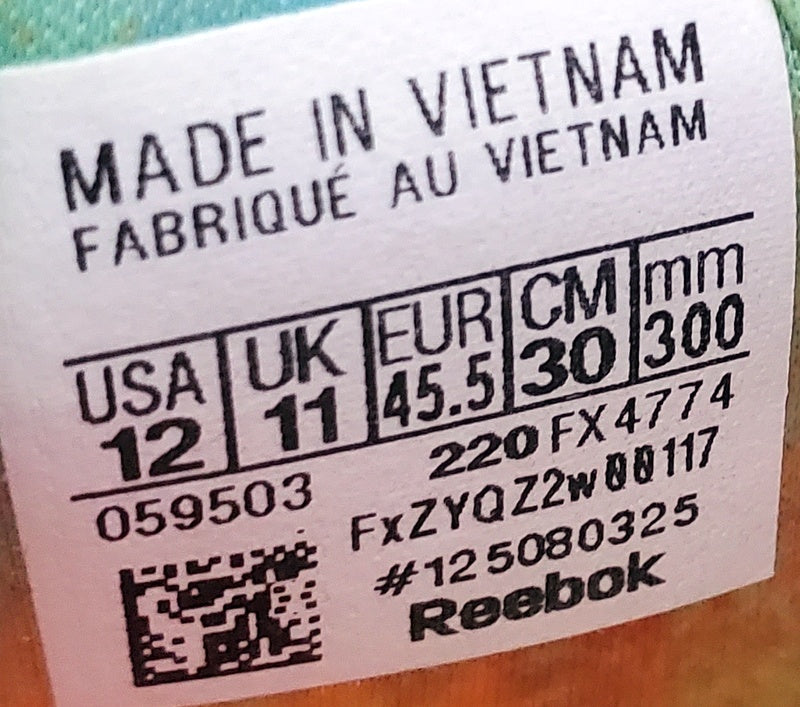 MADE IN VIETNAM
FABRIQUÉ AU VIETNAM
USA UK EUR CM mm
12 11 45.5 30 300
220 FX4774
059503
FxZYQZ2w00117
#125080325
Reebok